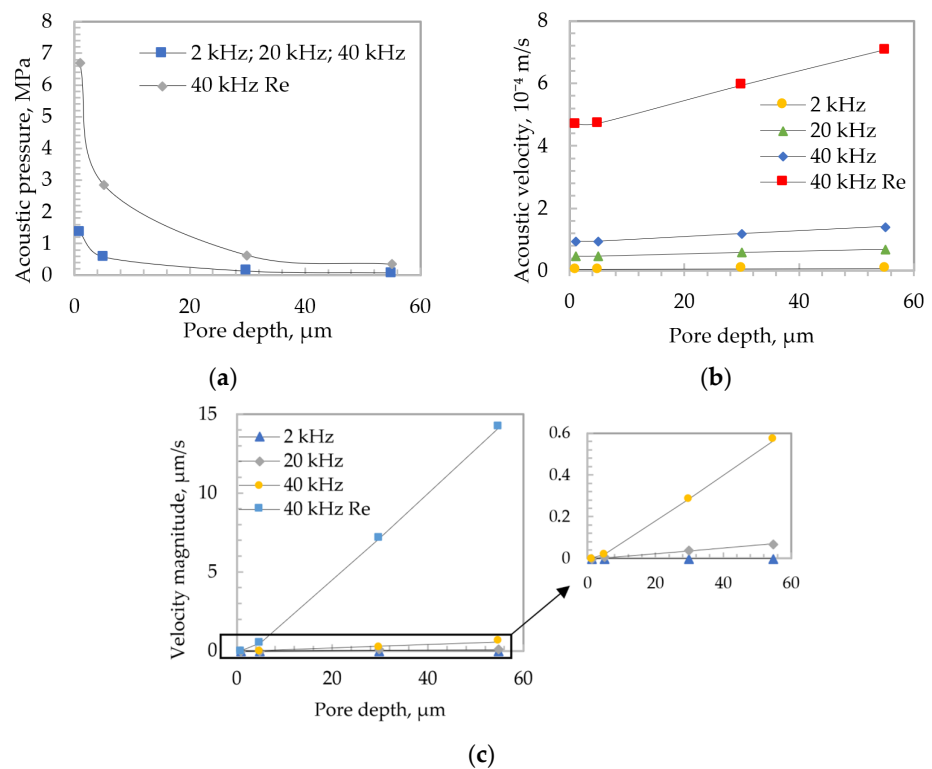 8
7
6
5
4
3
2
1
0
Acoustic pressure, MPa
2 kHz; 20 kHz; 40 kHz
40 kHz Re
0 20 40 60
Pore depth, µm
(a)
8
6
4
2
0
Acoustic velocity, 10⁻⁴ m/s
2 kHz
20 kHz
40 kHz
40 kHz Re
0 20 40 60
Pore depth, µm
(b)
15
10
5
0
Velocity magnitude, µm/s
2 kHz
20 kHz
40 kHz
40 kHz Re
0 20 40 60
Pore depth, µm
0.6
0.4
0.2
0
0 20 40 60
(c)